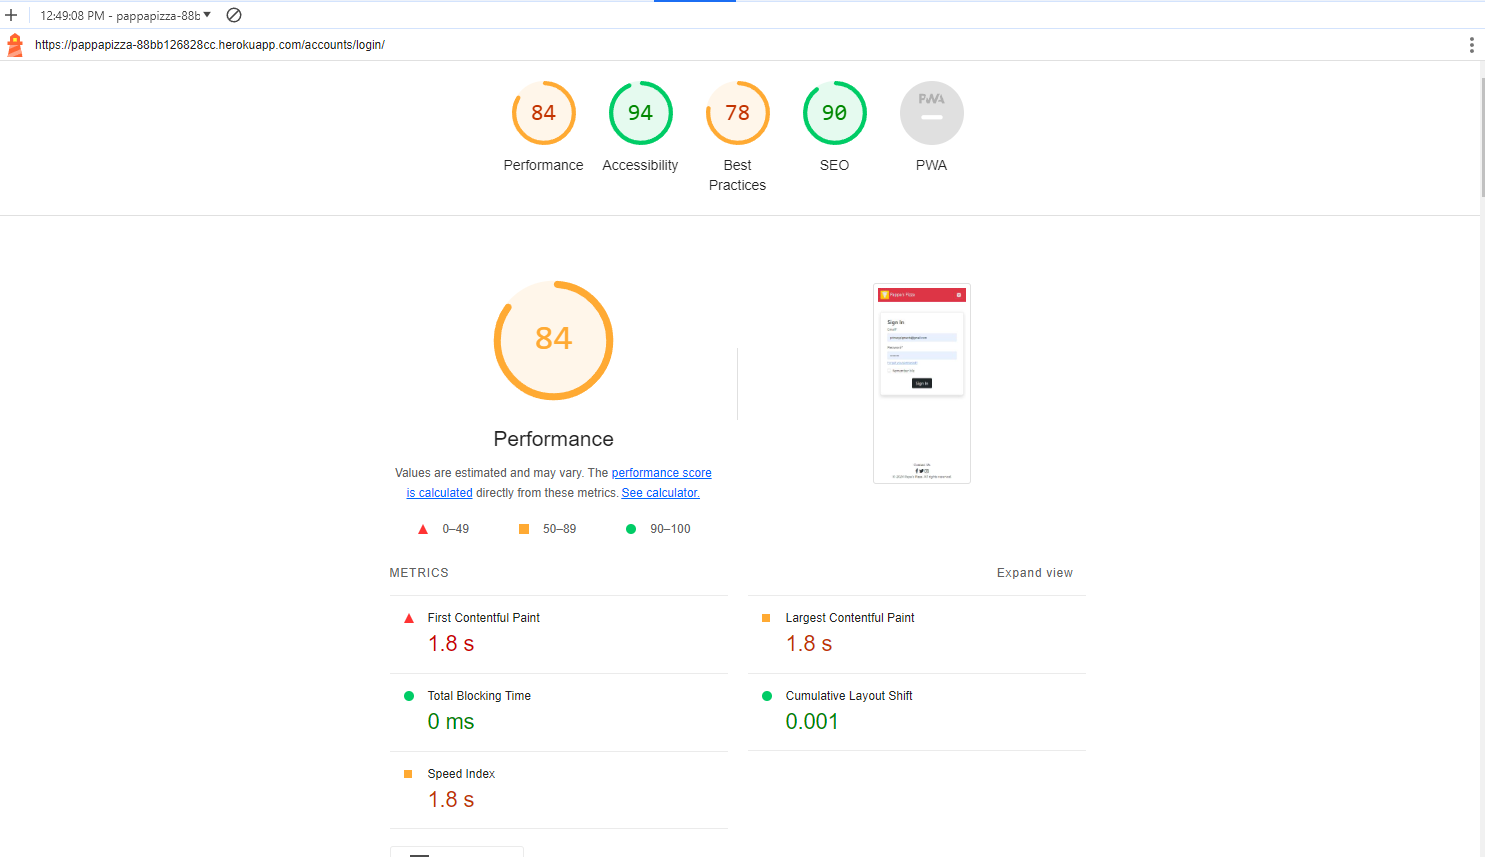 12:49:08 PM - pappapizza-88b
https://pappapizza-88bb126828cc.herokuapp.com/accounts/login/
84
94
78
90
PWA
Performance
Accessibility
Best
Practices
SEO
PWA
84
Performance
Values are estimated and may vary. The performance score
is calculated directly from these metrics. See calculator.
0–49
50–89
90–100
Sign In
Sign In
METRICS
Expand view
First Contentful Paint
1.8 s
Largest Contentful Paint
1.8 s
Total Blocking Time
0 ms
Cumulative Layout Shift
0.001
Speed Index
1.8 s